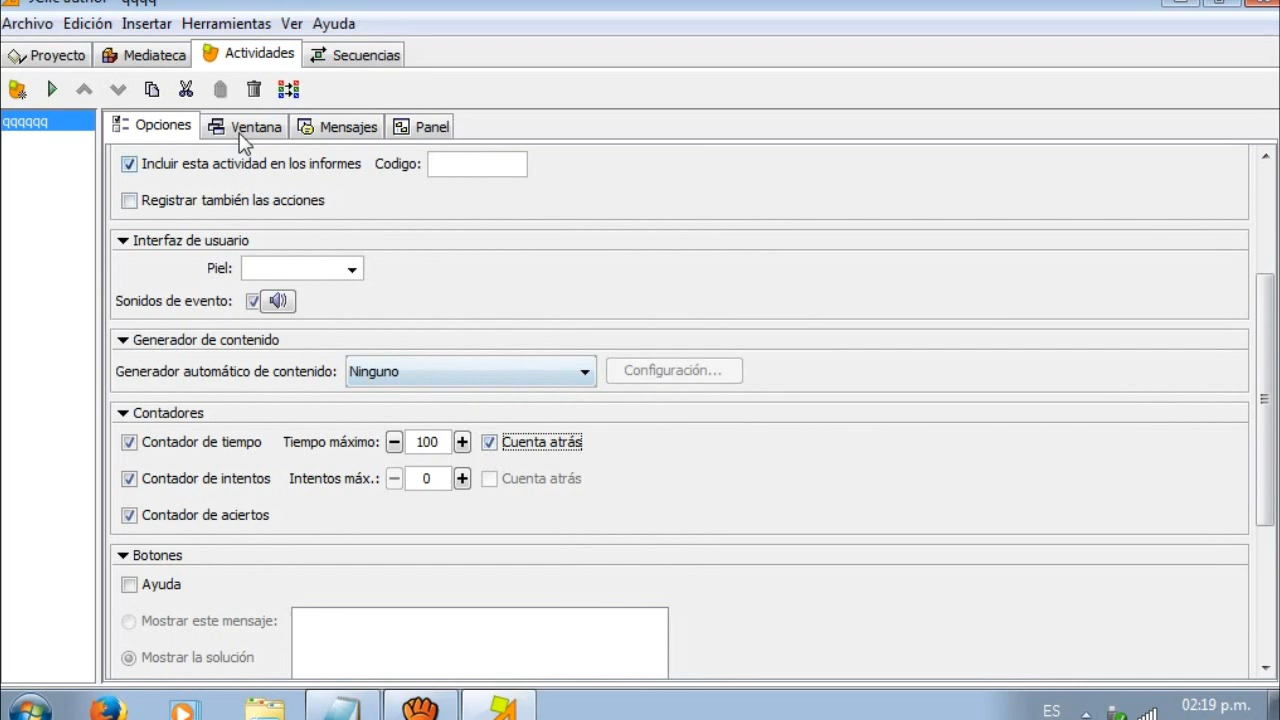 JClic author - qqqq
Archivo Edición Insertar Herramientas Ver Ayuda
Proyecto Mediateca Actividades Secuencias
qqqqqq
Opciones Ventana Mensajes Panel
Incluir esta actividad en los informes Codigo:
Registrar también las acciones
Interfaz de usuario
Piel:
Sonidos de evento:
Generador de contenido
Generador automático de contenido: Ninguno Configuración...
Contadores
Contador de tiempo Tiempo máximo: 100 Cuenta atrás
Contador de intentos Intentos máx.: 0 Cuenta atrás
Contador de aciertos
Botones
Ayuda
Mostrar este mensaje:
Mostrar la solución
ES 02:19 p.m.